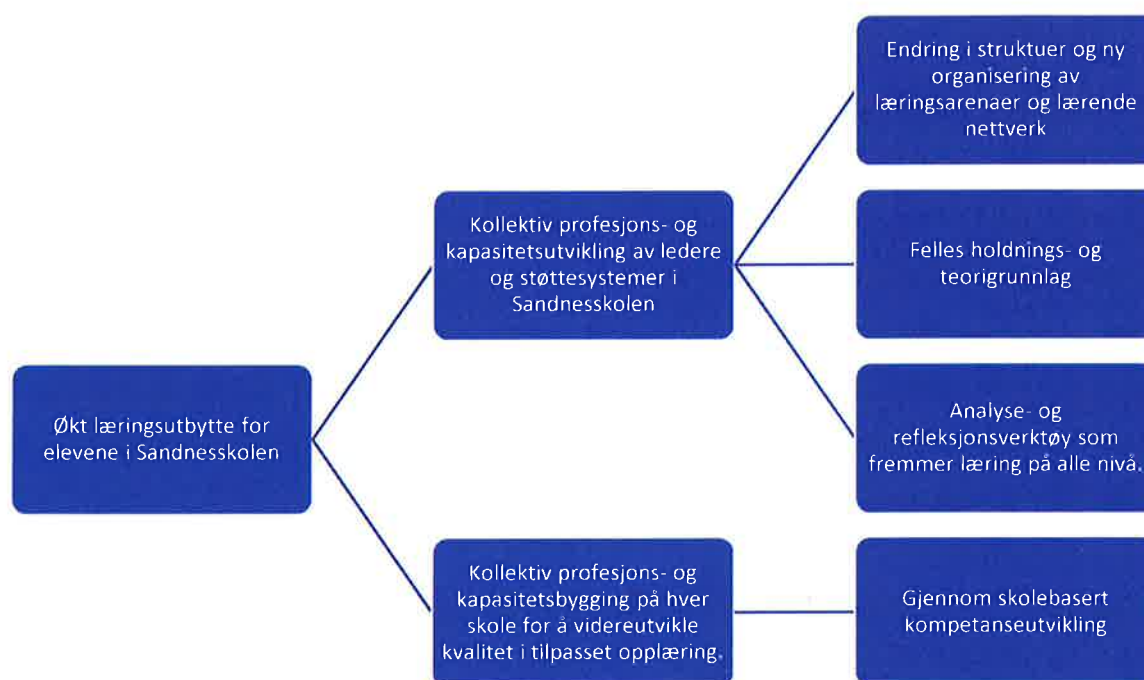 Økt læringsutbytte for
elevene i Sandnesskolen
Kollektiv profesjons- og
kapasitetsutvikling av ledere
og støttesystemer i
Sandnesskolen
Endring i struktuer og ny
organisering av
læringsarenaer og lærende
nettverk
Felles holdnings- og
teorigrunnlag
Analyse- og
refleksjonsverktøy som
fremmer læring på alle nivå.
Kollektiv profesjons- og
kapasitetsbygging på hver
skole for å videreutvikle
kvalitet i tilpasset opplæring.
Gjennom skolebasert
kompetanseutvikling